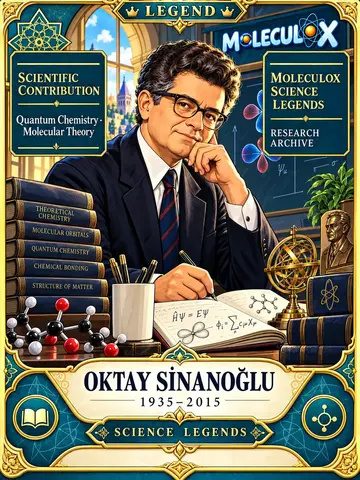 LEGEND
MOLECULOX
SCIENTIFIC
CONTRIBUTION
Quantum Chemistry ·
Molecular Theory
MOLECULOX
SCIENCE
LEGENDS
RESEARCH
ARCHIVE
THEORETICAL
CHEMISTRY
MOLECULAR ORBITALS
QUANTUM CHEMISTRY
CHEMICAL BONDING
STRUCTURE OF MATTER
ĤΨ = EΨ
OKTAY SİNANOĞLU
1935–2015
SCIENCE LEGENDS